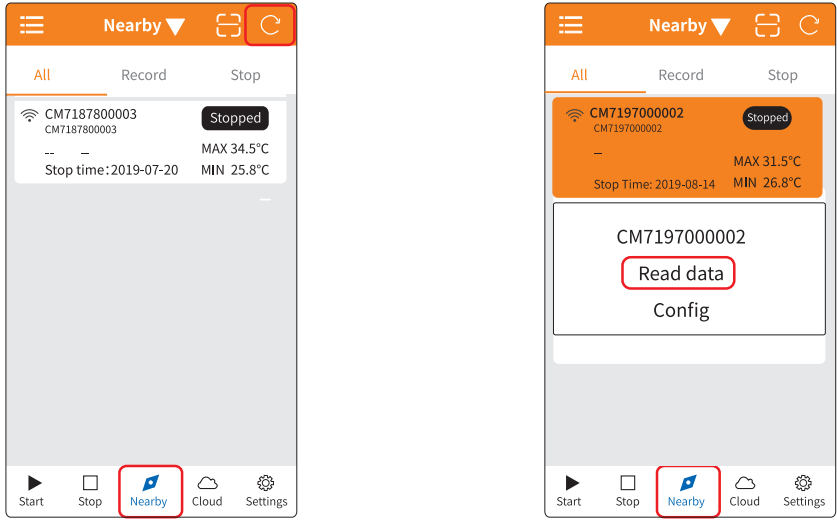 Nearby
All Record Stop
CM7187800003
CM7187800003
Stopped
-- –
MAX 34.5°C
Stop time：2019-07-20
MIN 25.8°C
Start Stop Nearby Cloud Settings
Nearby
All Record Stop
CM7197000002
CM7197000002
Stopped
–
MAX 31.5°C
Stop Time: 2019-08-14
MIN 26.8°C
CM7197000002
Read data
Config
Start Stop Nearby Cloud Settings